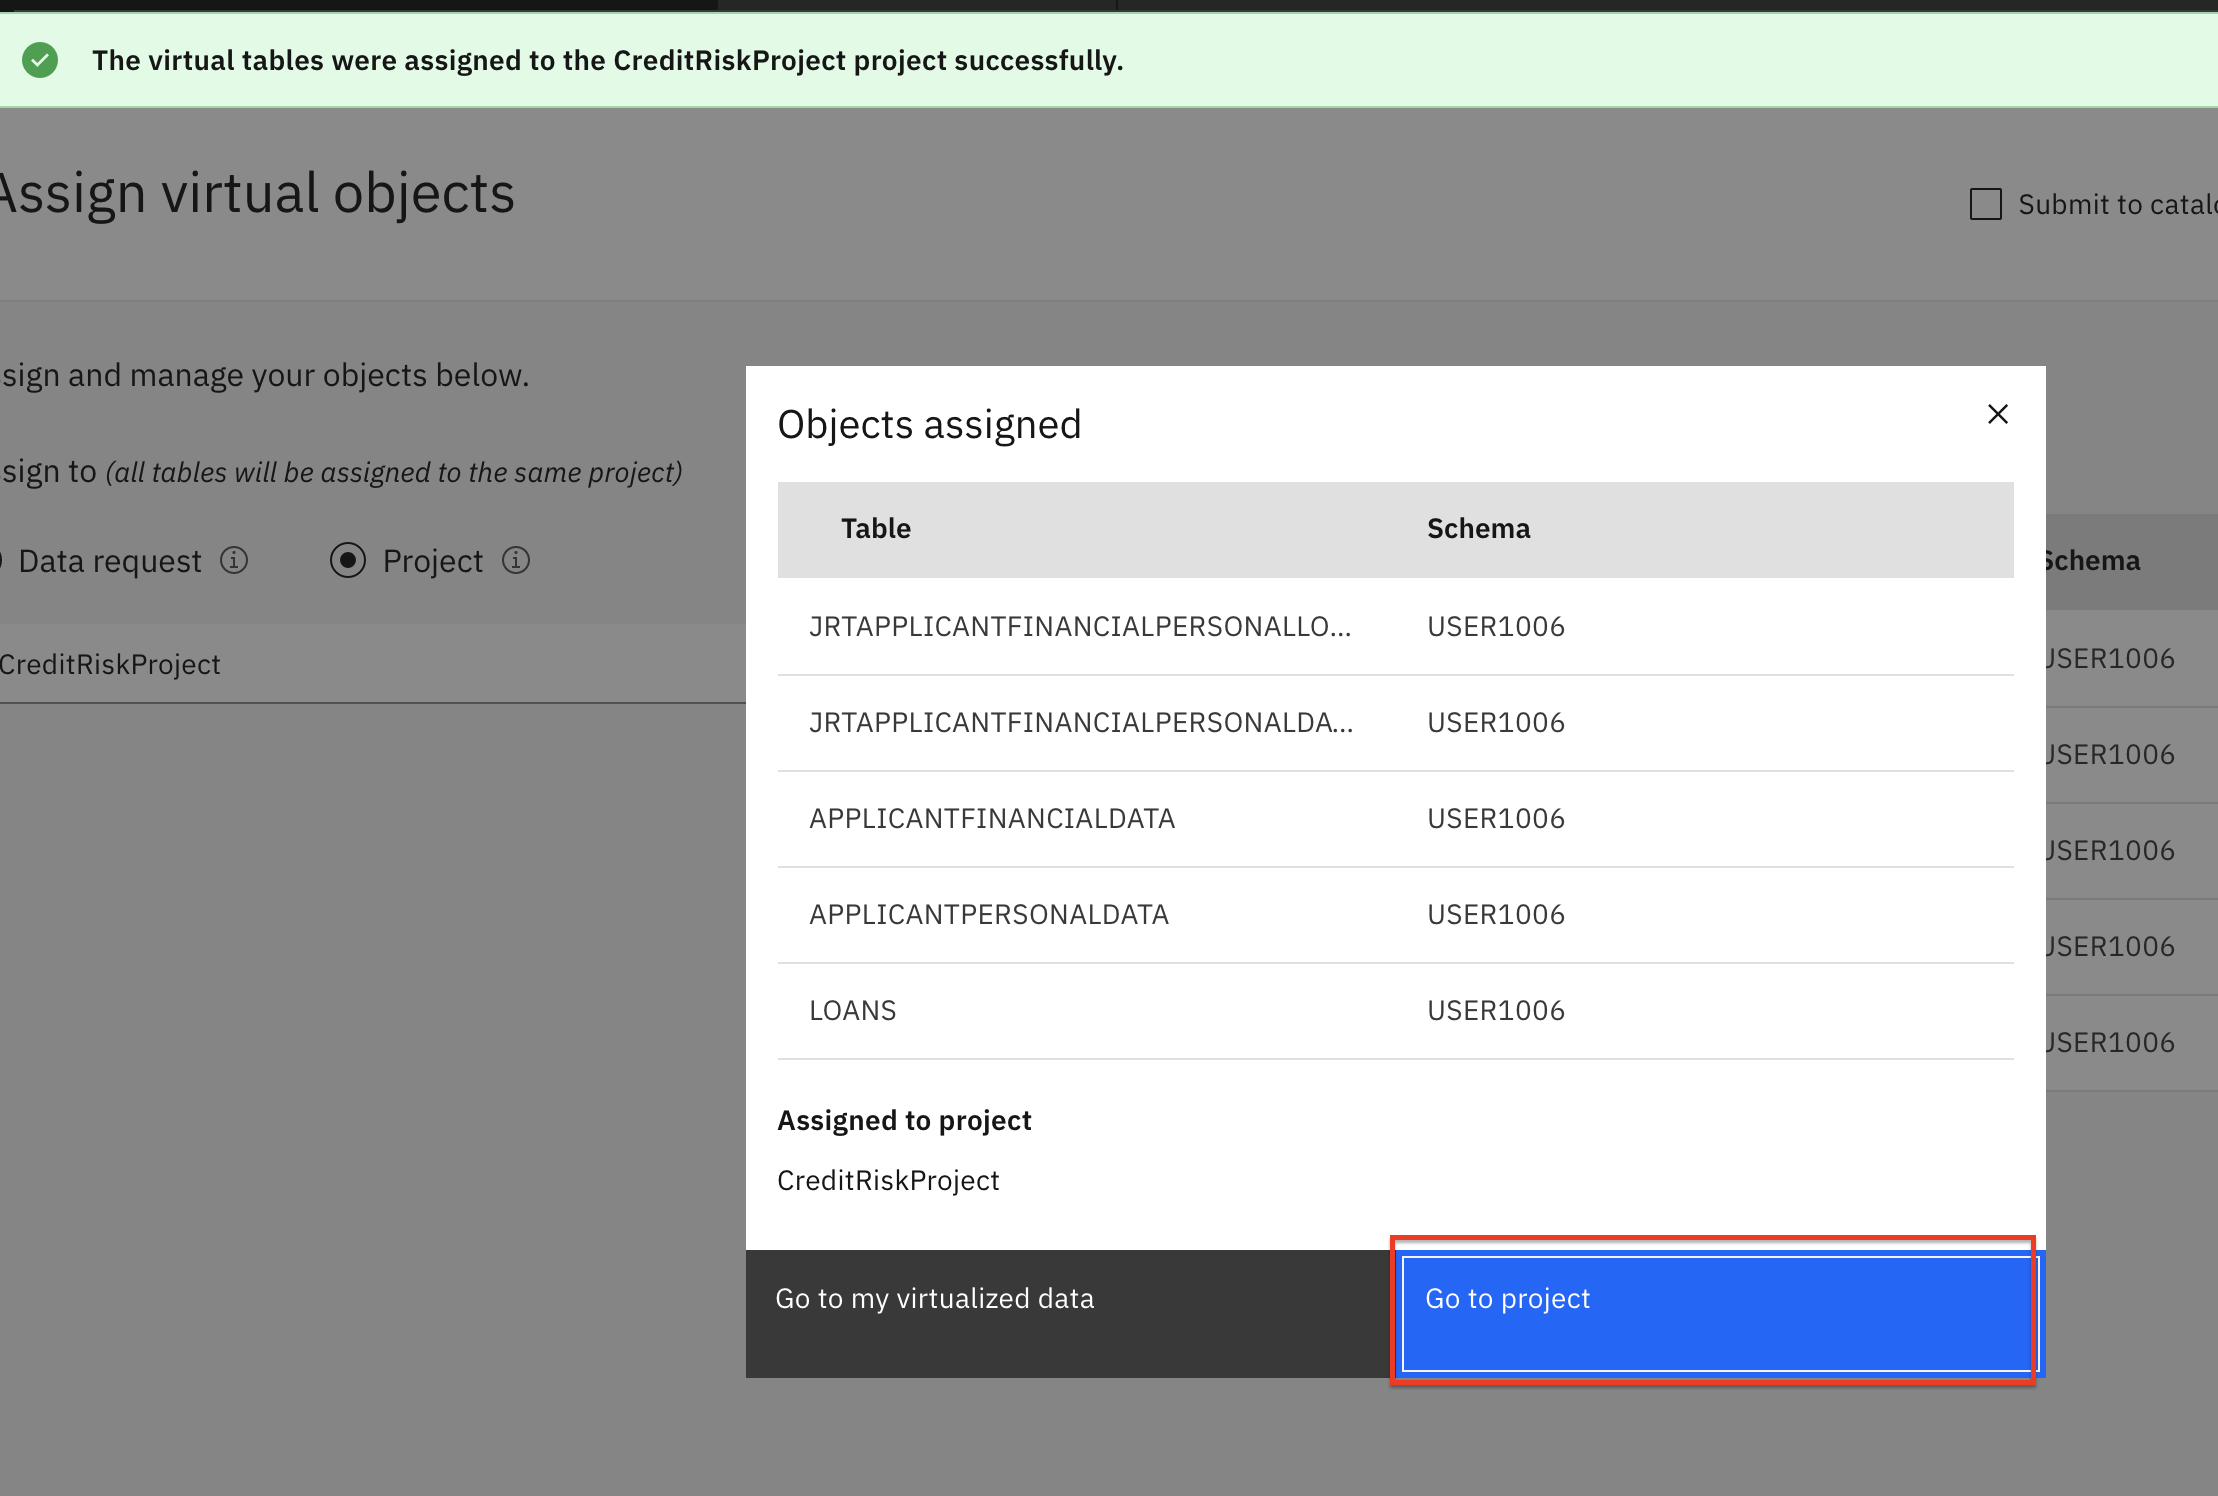 The virtual tables were assigned to the CreditRiskProject project successfully.
Assign virtual objects
Submit to catalo
sign and manage your objects below.
sign to (all tables will be assigned to the same project)
Data request
Project
CreditRiskProject
Schema
USER1006
USER1006
USER1006
USER1006
USER1006
Objects assigned
Table Schema
JRTAPPLICANTFINANCIALPERSONALLO... USER1006
JRTAPPLICANTFINANCIALPERSONALDA... USER1006
APPLICANTFINANCIALDATA USER1006
APPLICANTPERSONALDATA USER1006
LOANS USER1006
Assigned to project
CreditRiskProject
Go to my virtualized data
Go to project